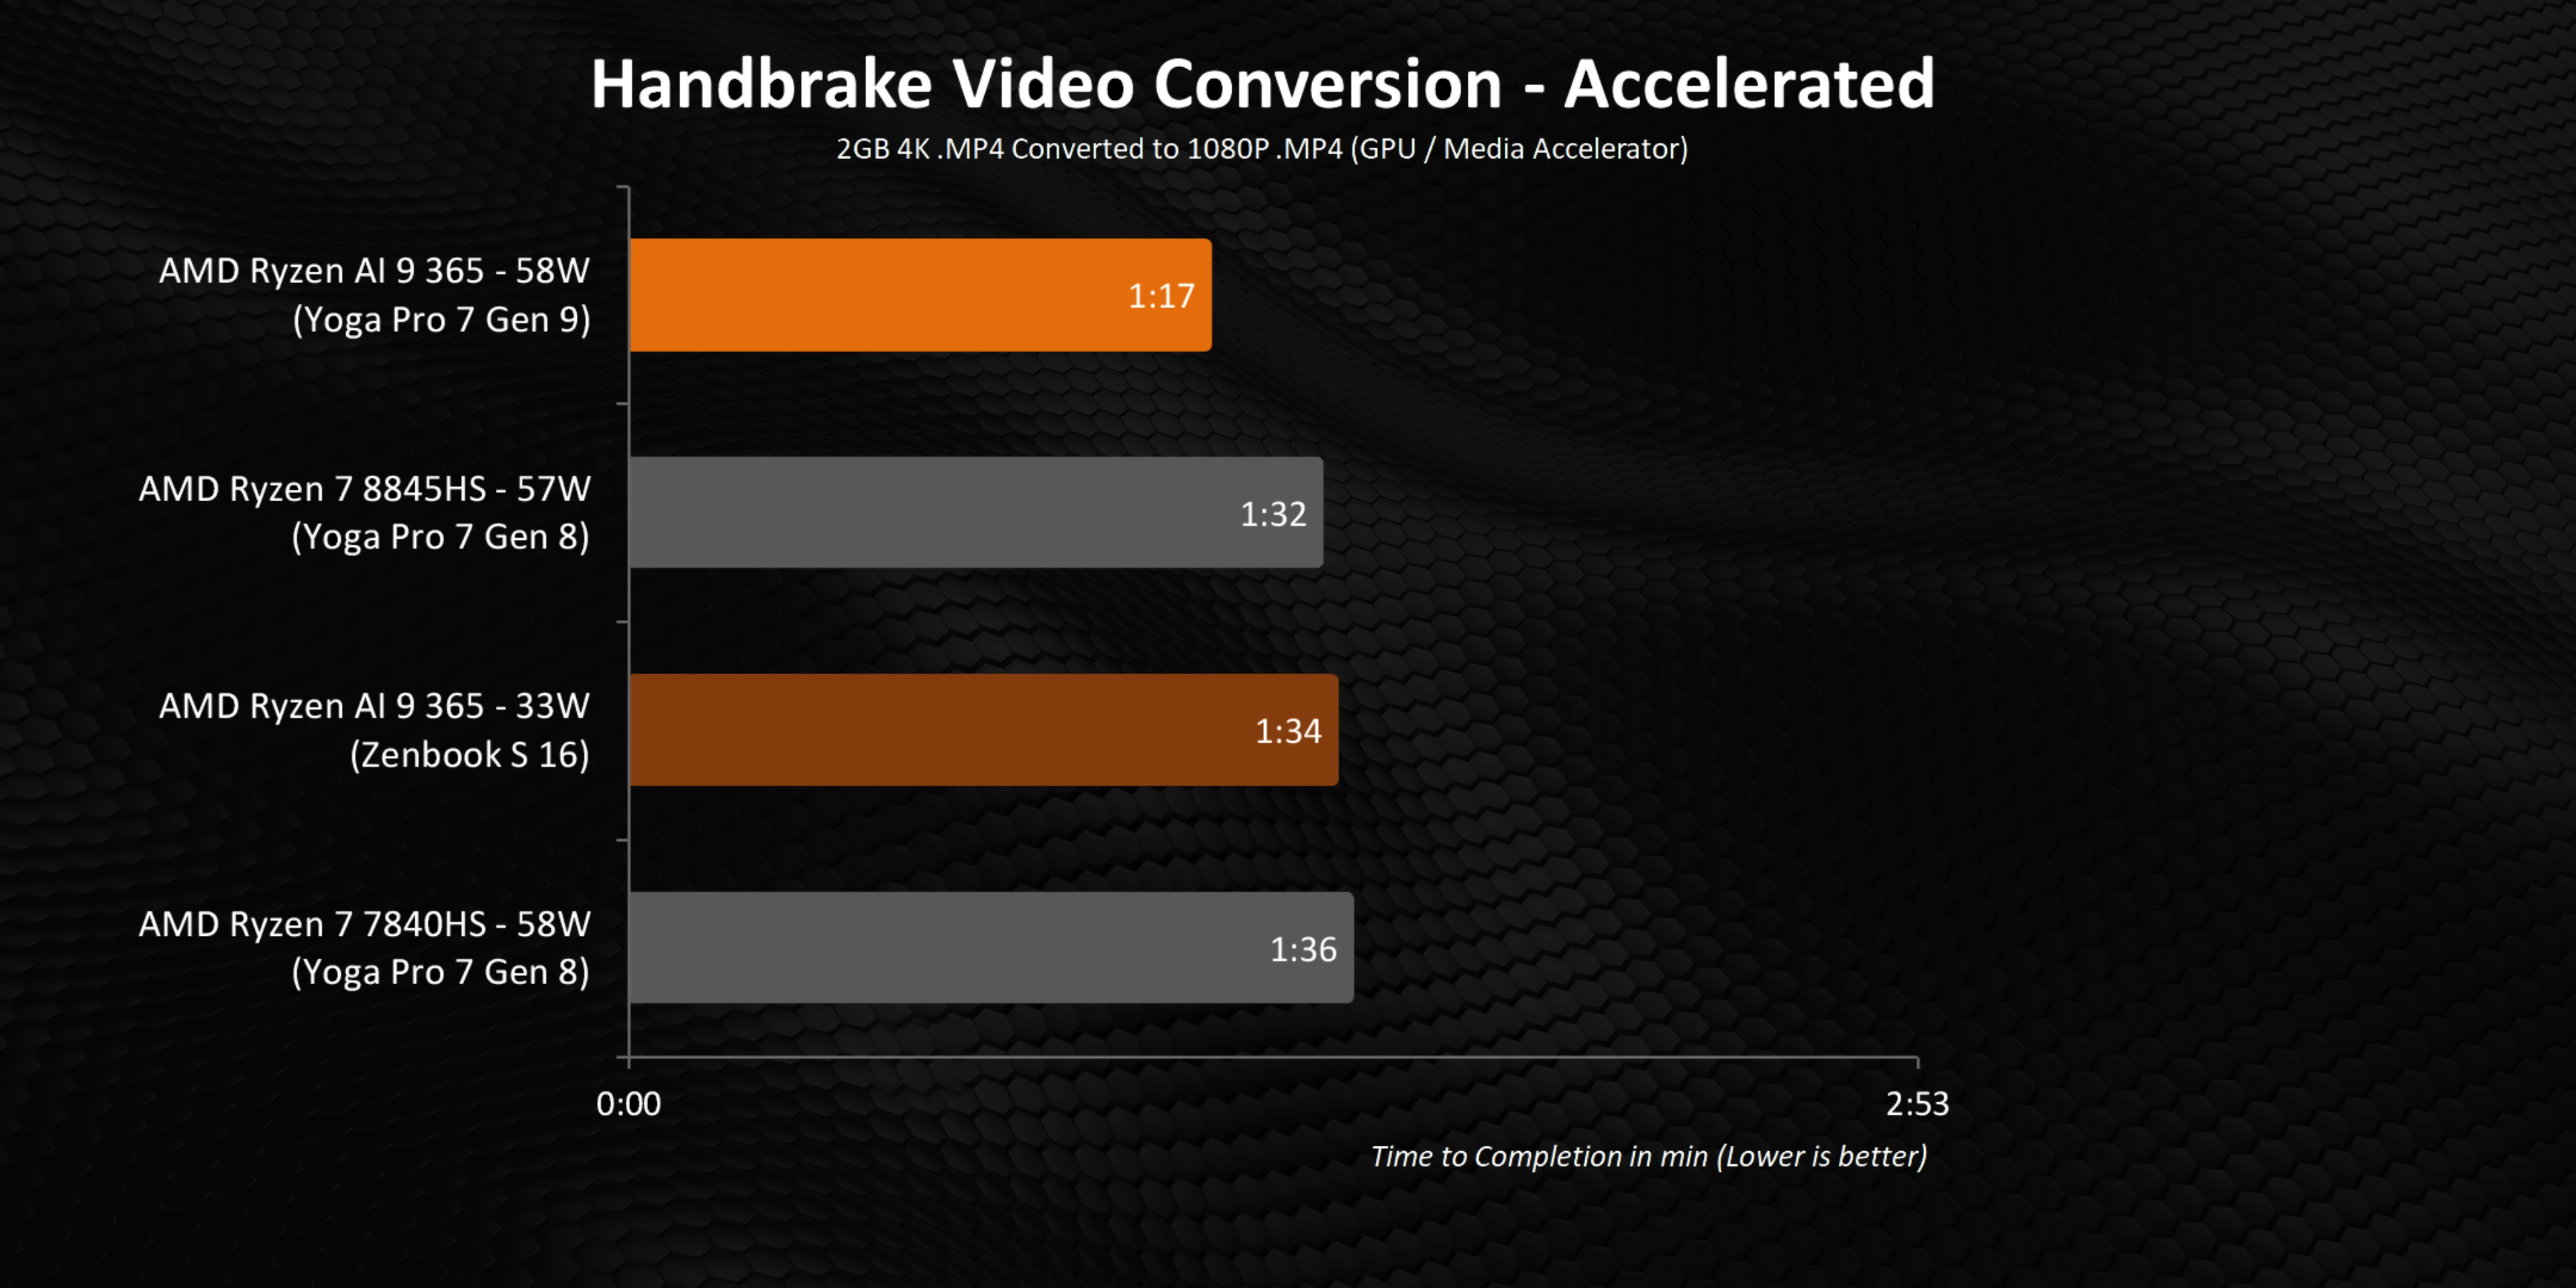 Handbrake Video Conversion - Accelerated
2GB 4K .MP4 Converted to 1080P .MP4 (GPU / Media Accelerator)
AMD Ryzen AI 9 365 - 58W
(Yoga Pro 7 Gen 9)
1:17
AMD Ryzen 7 8845HS - 57W
(Yoga Pro 7 Gen 8)
1:32
AMD Ryzen AI 9 365 - 33W
(Zenbook S 16)
1:34
AMD Ryzen 7 7840HS - 58W
(Yoga Pro 7 Gen 8)
1:36
0:00
2:53
Time to Completion in min (Lower is better)